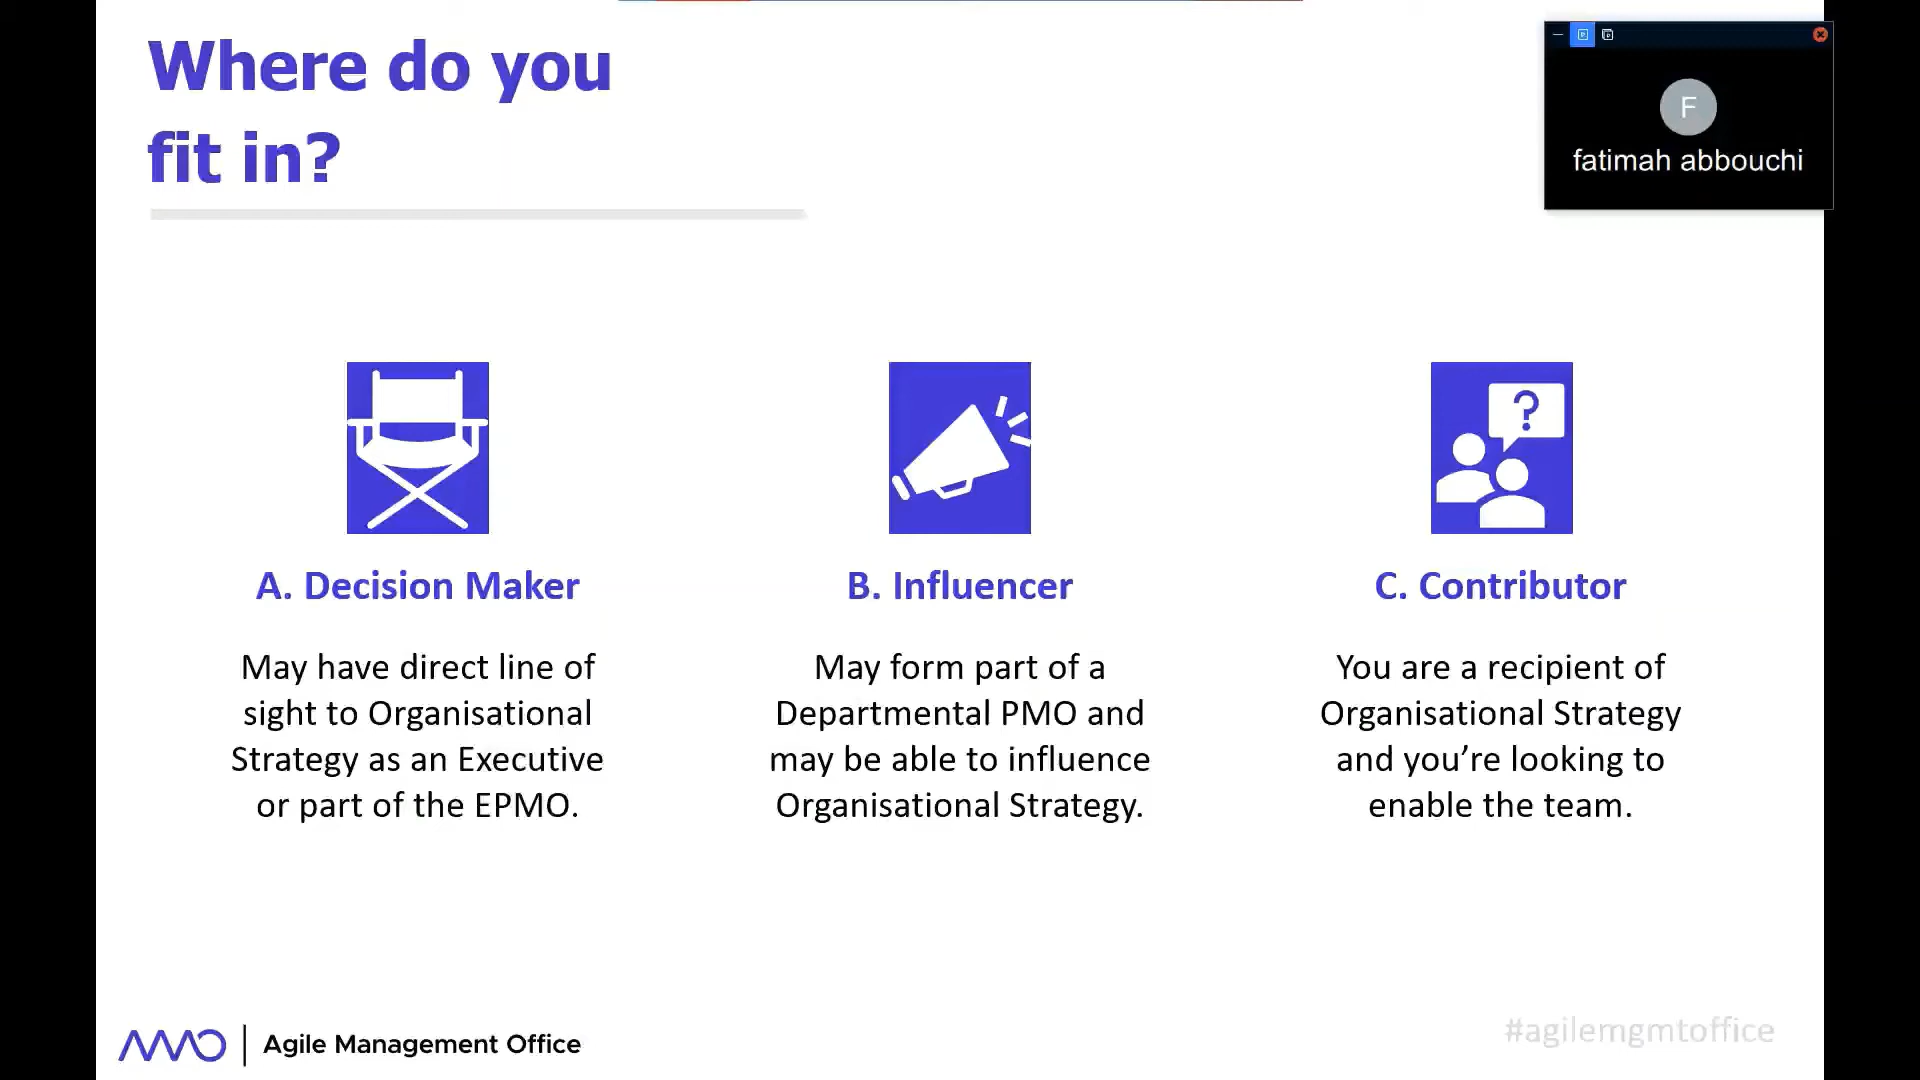 Where do you
fit in?
F
fatimah abbouchi
?
A. Decision Maker
May have direct line of
sight to Organisational
Strategy as an Executive
or part of the EPMO.
B. Influencer
May form part of a
Departmental PMO and
may be able to influence
Organisational Strategy.
C. Contributor
You are a recipient of
Organisational Strategy
and you’re looking to
enable the team.
AMO | Agile Management Office
#agilemgmtoffice